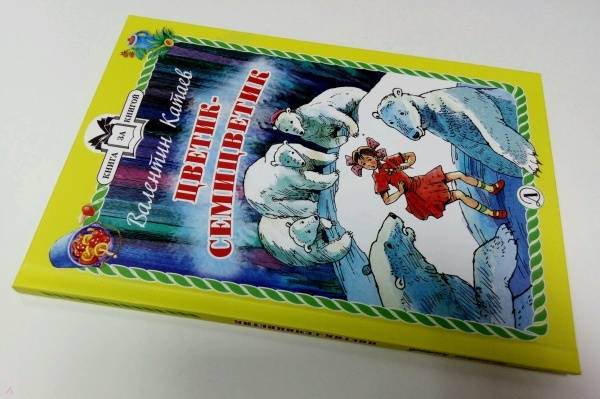 КНИГА
ЗА
КНИГОЙ
Валентин Катаев
ЦВЕТИК-
СЕМИЦВЕТИК